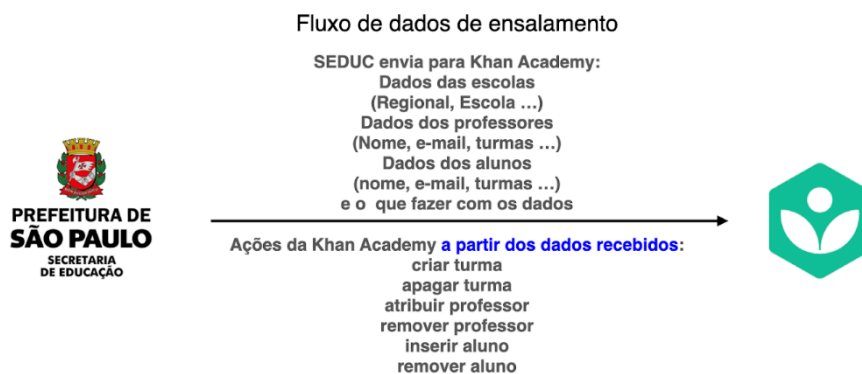 Fluxo de dados de ensalamento
SEDUC envia para Khan Academy:
Dados das escolas
(Regional, Escola ...)
Dados dos professores
(Nome, e-mail, turmas ...)
Dados dos alunos
(nome, e-mail, turmas ...)
e o que fazer com os dados
PREFEITURA DE
SÃO PAULO
SECRETARIA
DE EDUCAÇÃO
Ações da Khan Academy a partir dos dados recebidos:
criar turma
apagar turma
atribuir professor
remover professor
inserir aluno
remover aluno